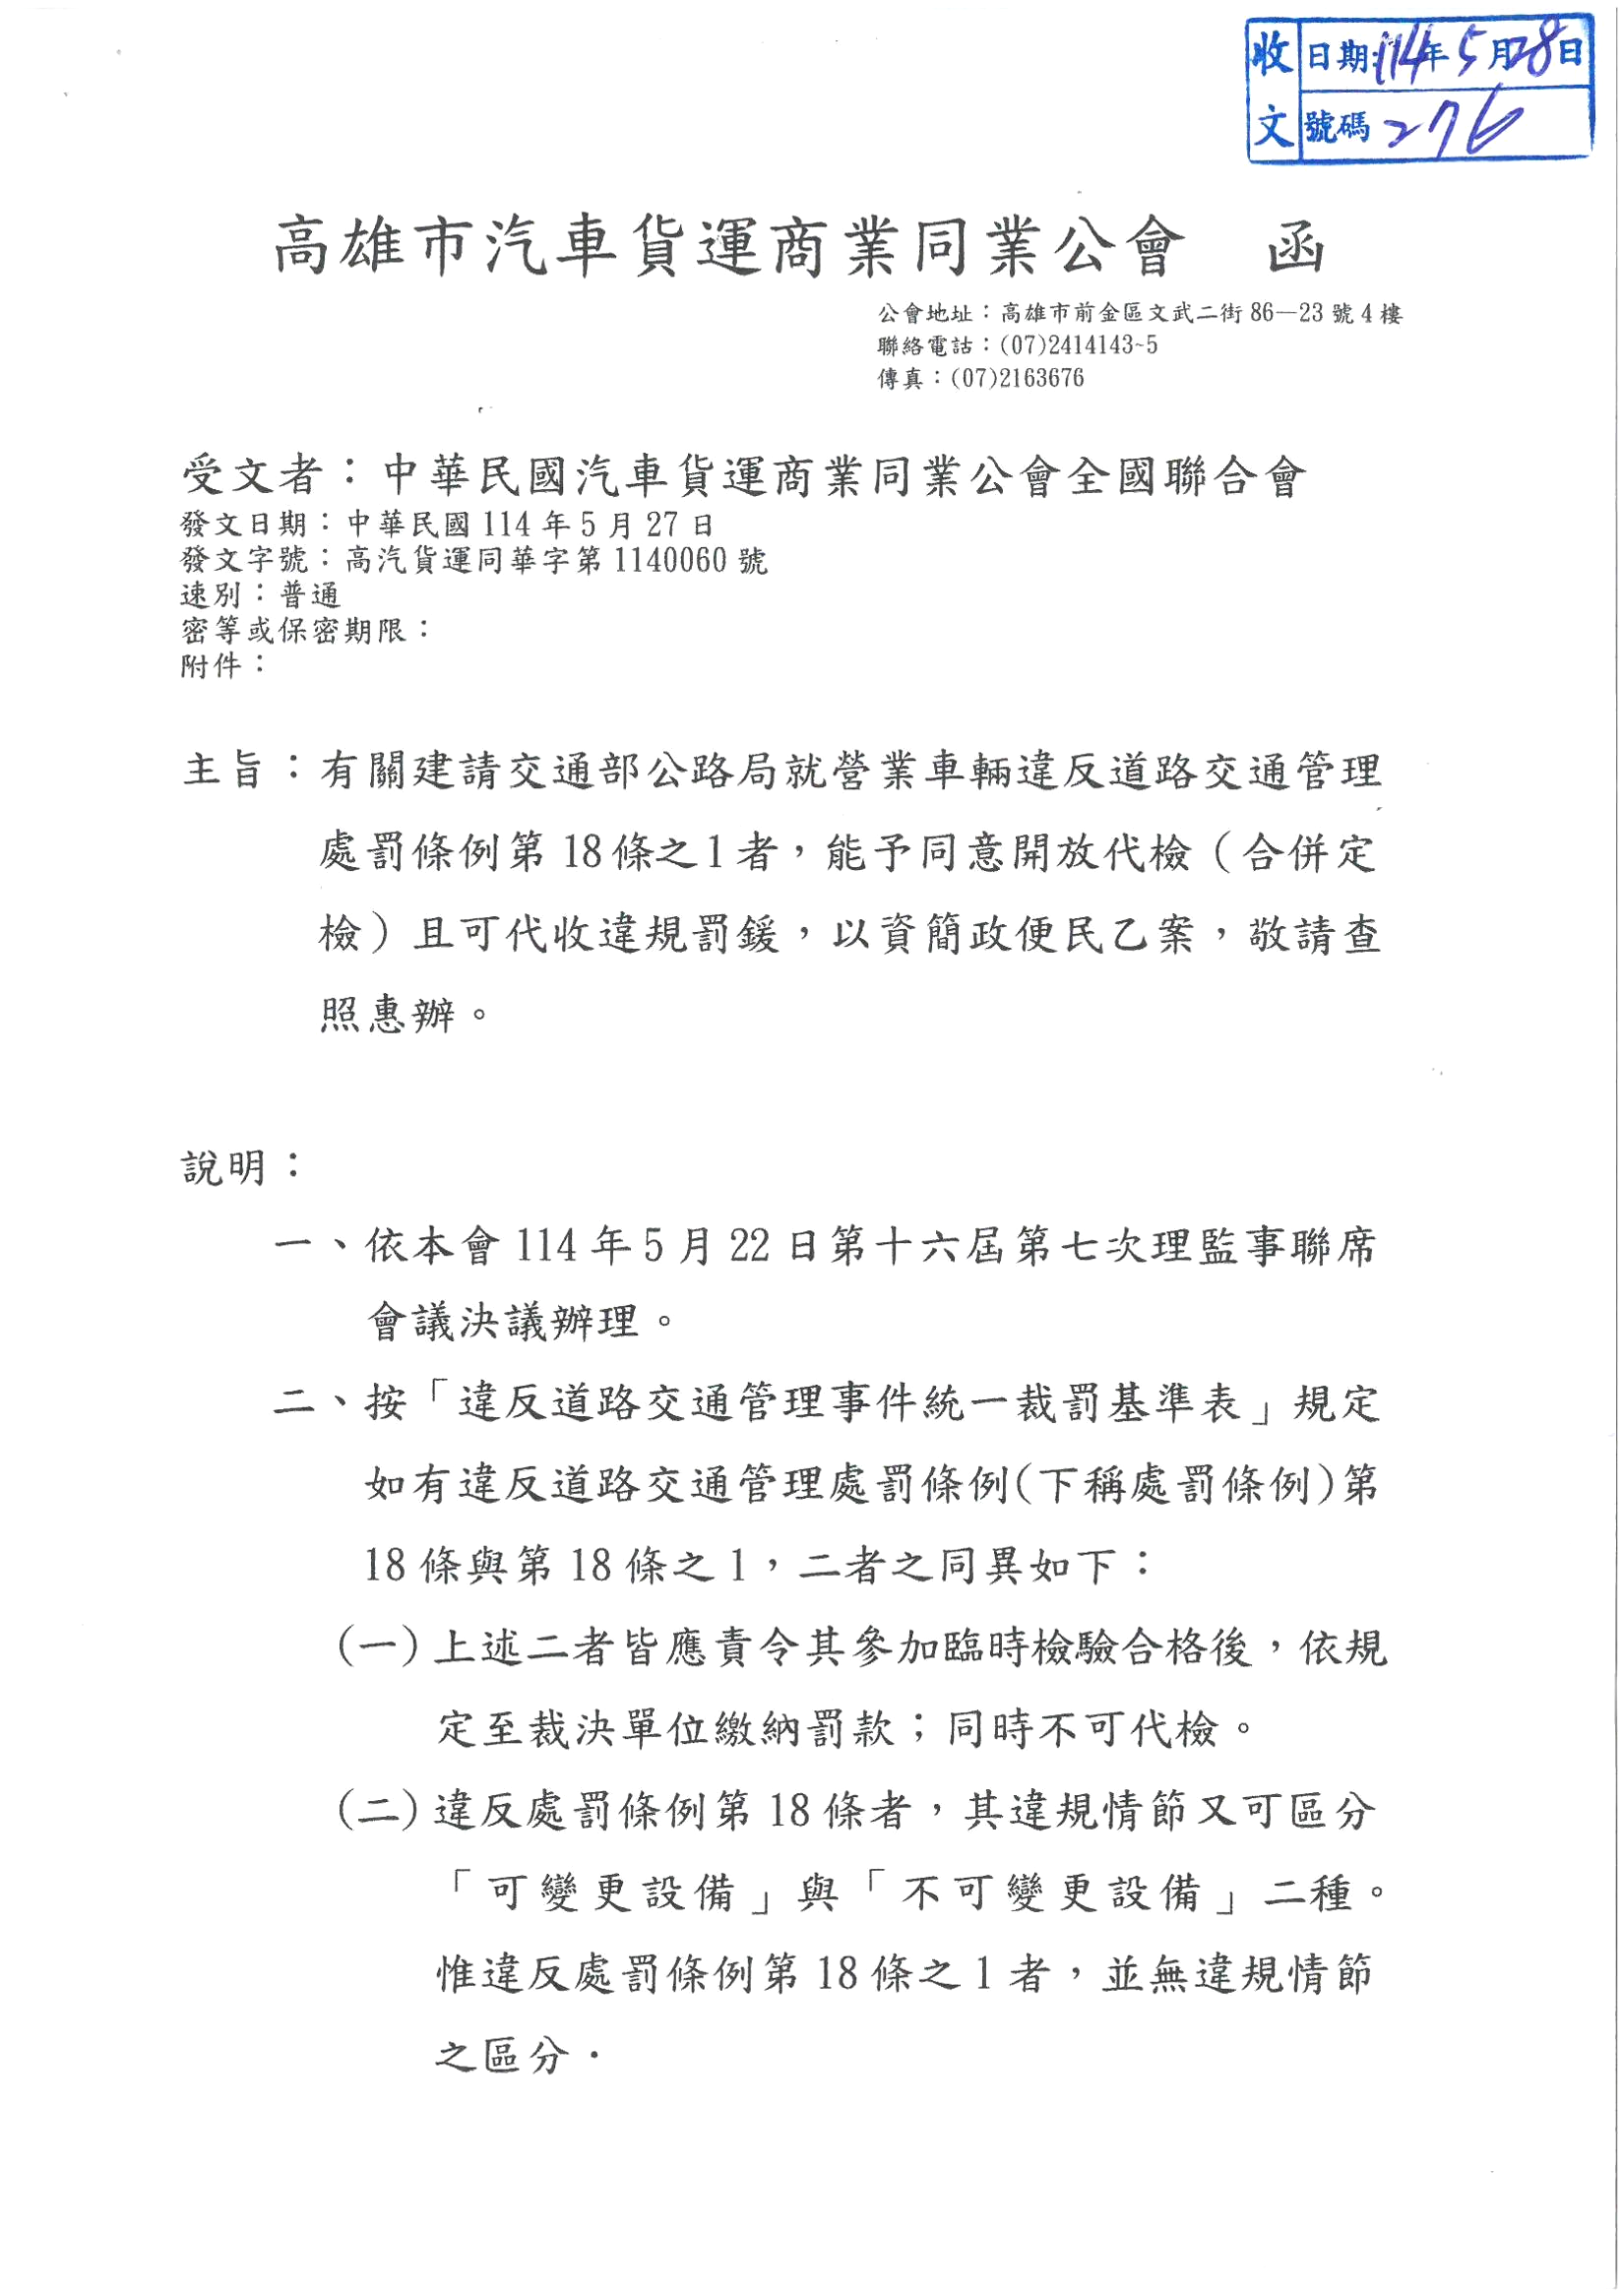 收文
日期:114年5月28日
號碼 276
高雄市汽車貨運商業同業公會 函
公會地址：高雄市前金區文武二街86—23號4樓
聯絡電話：(07)2414143~5
傳真：(07)2163676
受文者：中華民國汽車貨運商業同業公會全國聯合會
發文日期：中華民國114年5月27日
發文字號：高汽貨運同華字第1140060號
速別：普通
密等或保密期限：
附件：
主旨：有關建請交通部公路局就營業車輛違反道路交通管理
處罰條例第18條之1者，能予同意開放代檢（合併定
檢）且可代收違規罰鍰，以資簡政便民乙案，敬請查
照惠辦。
說明：
一、依本會114年5月22日第十六屆第七次理監事聯席
會議決議辦理。
二、按「違反道路交通管理事件統一裁罰基準表」規定
如有違反道路交通管理處罰條例(下稱處罰條例)第
18條與第18條之1，二者之同異如下：
(一)上述二者皆應責令其參加臨時檢驗合格後，依規
定至裁決單位繳納罰款；同時不可代檢。
(二)違反處罰條例第18條者，其違規情節又可區分
「可變更設備」與「不可變更設備」二種。
惟違反處罰條例第18條之1者，並無違規情節
之區分．